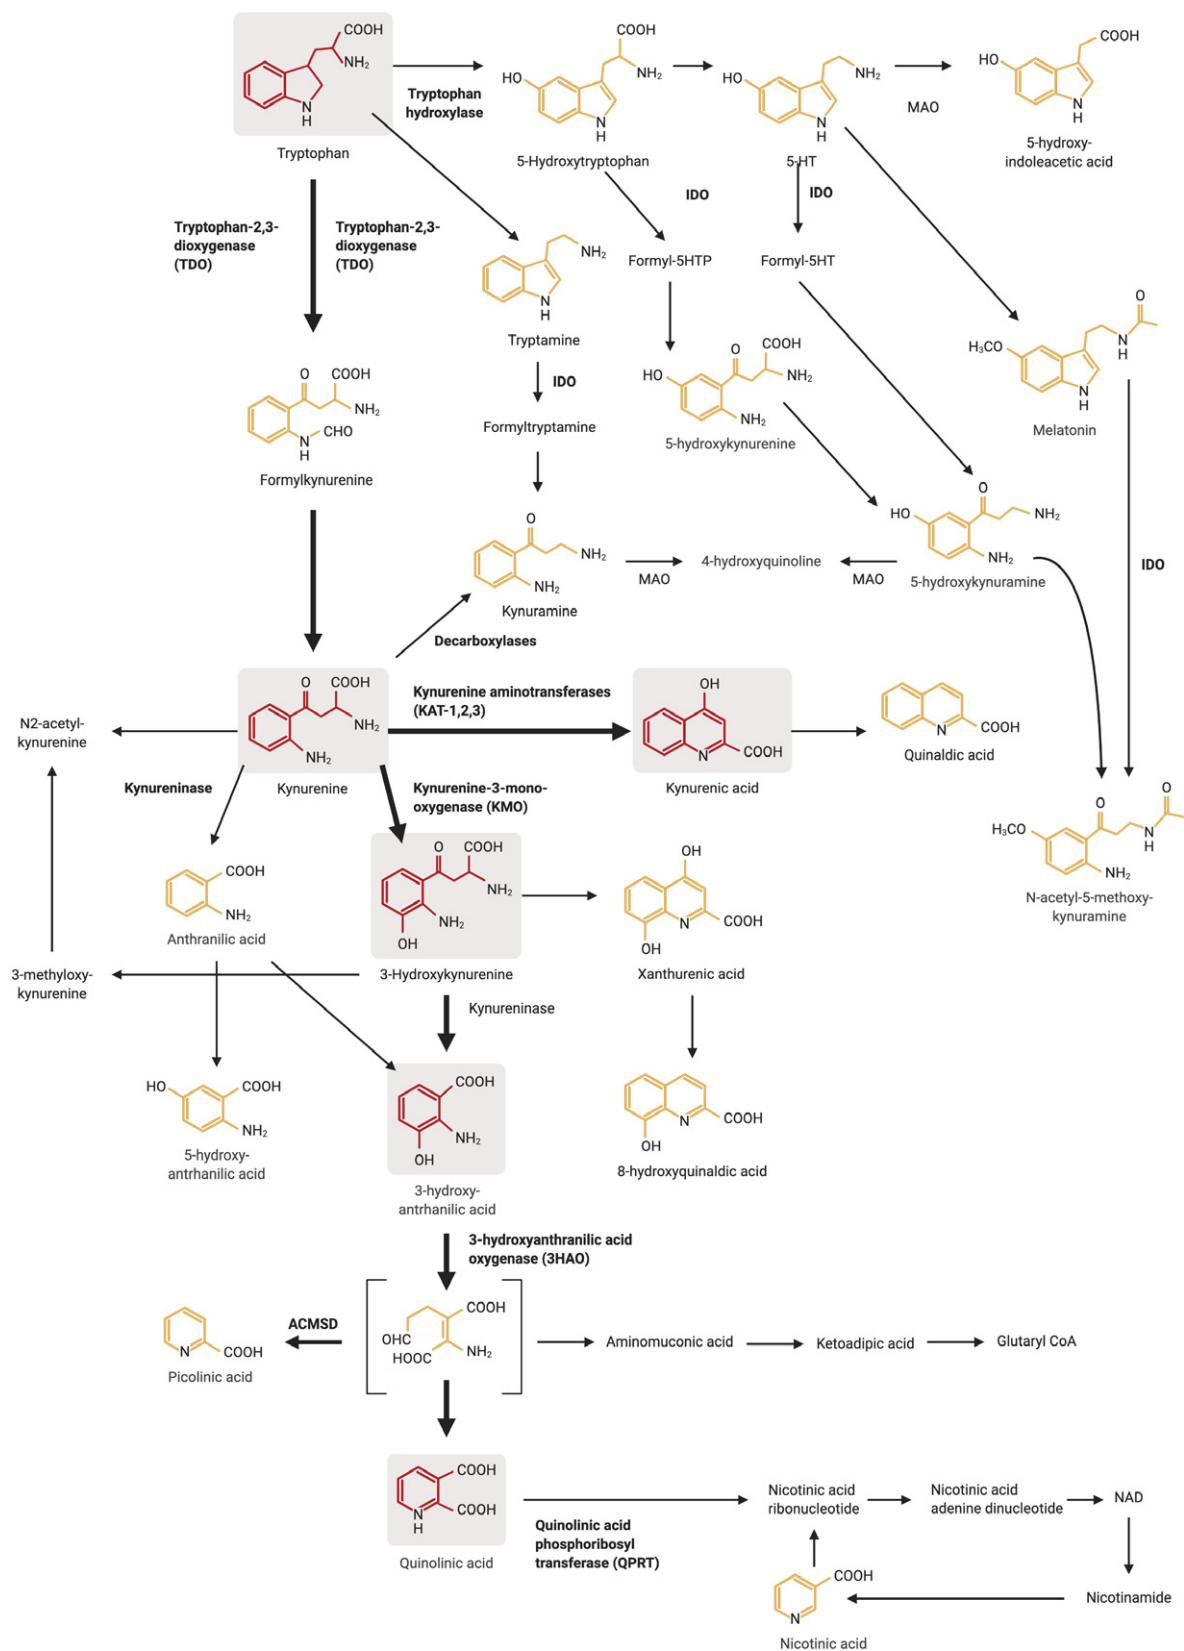 COOH
NH₂
N
H
Tryptophan
Tryptophan
hydroxylase
COOH
HO
NH₂
N
H
5-Hydroxytryptophan
HO
NH₂
N
H
5-HT
MAO
COOH
HO
N
H
5-hydroxy-
indoleacetic acid
Tryptophan-2,3-
dioxygenase
(TDO)
Tryptophan-2,3-
dioxygenase
(TDO)
IDO
IDO
NH₂
N
H
Tryptamine
Formyl-5HTP
Formyl-5HT
O
H₃CO
N
H
N
H
Melatonin
IDO
Formyltryptamine
O
COOH
HO
NH₂
NH₂
5-hydroxykynurenine
O
COOH
NH₂
N
H
CHO
Formylkynurenine
O
NH₂
NH₂
Kynuramine
MAO
4-hydroxyquinoline
MAO
O
HO
NH₂
NH₂
5-hydroxykynuramine
IDO
Decarboxylases
N2-acetyl-
kynurenine
O
COOH
NH₂
NH₂
Kynurenine
Kynurenine aminotransferases
(KAT-1,2,3)
OH
N
COOH
Kynurenic acid
N
COOH
Quinaldic acid
Kynureninase
Kynurenine-3-mono-
oxygenase (KMO)
O
O
H₃CO
N
H
NH₂
N-acetyl-5-methoxy-
kynuramine
COOH
NH₂
Anthranilic acid
O
COOH
NH₂
NH₂
OH
3-Hydroxykynurenine
OH
N
COOH
OH
Xanthurenic acid
3-methyloxy-
kynurenine
Kynureninase
HO
COOH
NH₂
5-hydroxy-
antrhanilic acid
COOH
NH₂
OH
3-hydroxy-
antrhanilic acid
N
COOH
OH
8-hydroxyquinaldic acid
3-hydroxyanthranilic acid
oxygenase (3HAO)
N
COOH
Picolinic acid
ACMSD
COOH
OHC
HOOC
NH₂
Aminomuconic acid
Ketoadipic acid
Glutaryl CoA
COOH
COOH
N
H
Quinolinic acid
Quinolinic acid
phosphoribosyl
transferase (QPRT)
Nicotinic acid
ribonucleotide
Nicotinic acid
adenine dinucleotide
NAD
Nicotinamide
COOH
N
Nicotinic acid